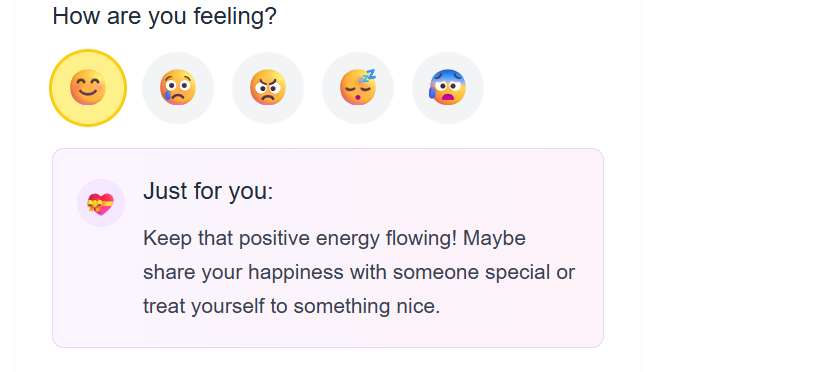 How are you feeling?
Just for you:
Keep that positive energy flowing! Maybe
share your happiness with someone special or
treat yourself to something nice.